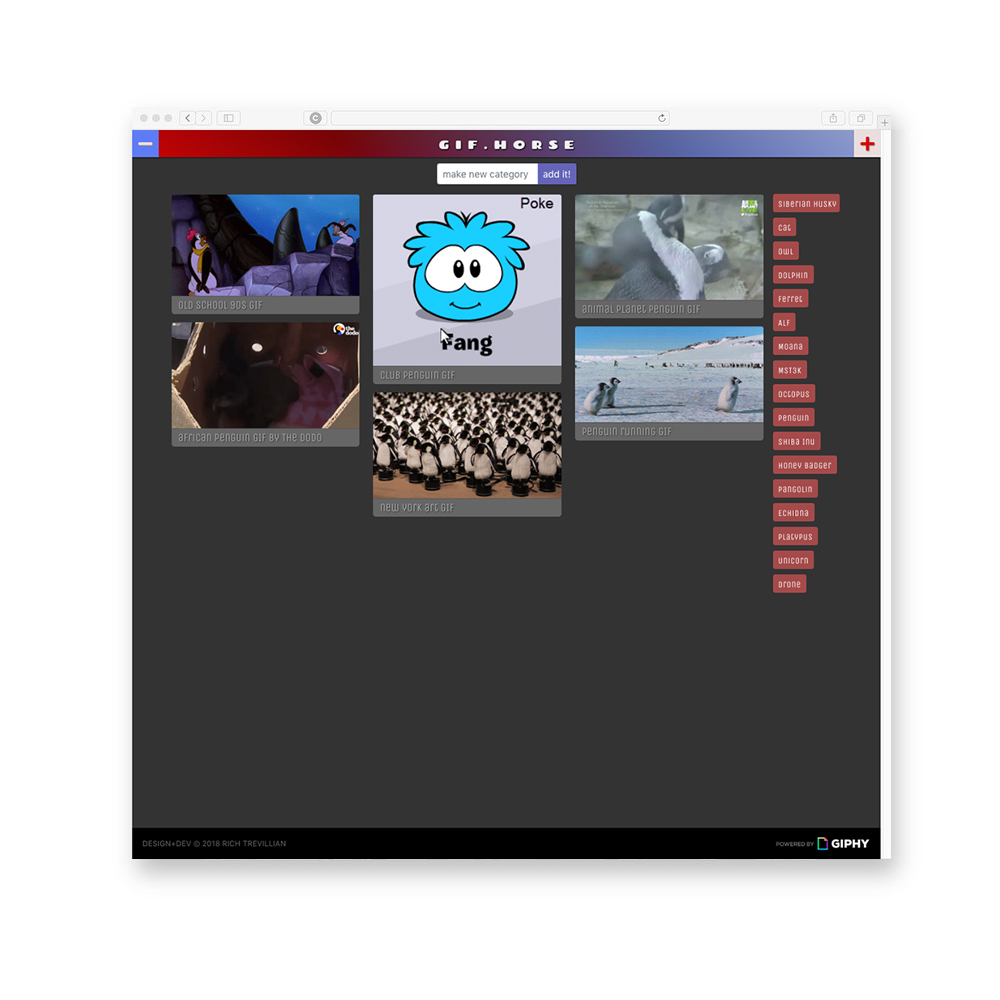 GIF.HORSE
make new category add it!
Poke
Fang
OLD SCHOOL 90S GIF
the dodo
african penguin GIF by The Dodo
club penguin GIF
new york art GIF
animal planet penguin GIF
penguin running GIF
Siberian Husky
Cat
Owl
Dolphin
Ferret
ALF
Moana
MST3K
Octopus
Penguin
Shiba Inu
Honey Badger
Pangolin
Echidna
Platypus
Unicorn
Drone
DESIGN+DEV © 2018 RICH TREVILLIAN
POWERED BY GIPHY